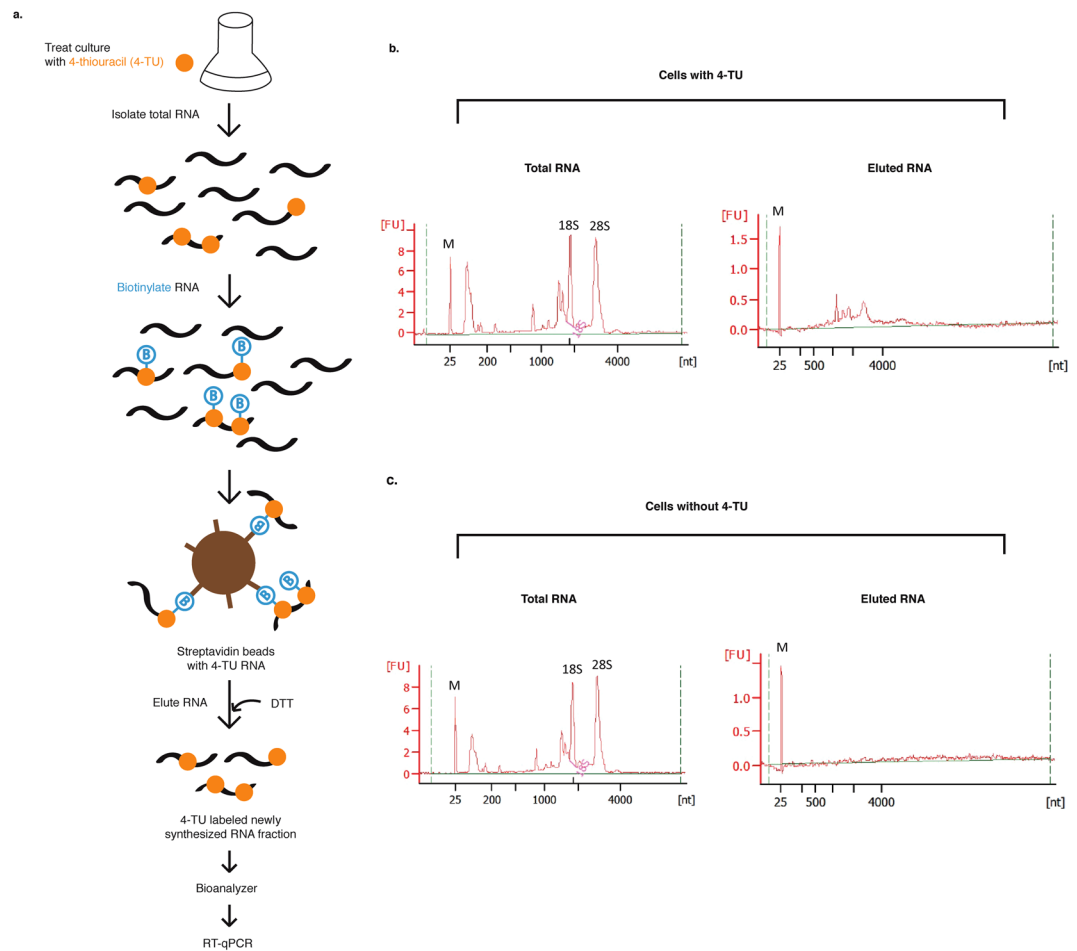 a.
Treat culture
with 4-thiouracil (4-TU)
Isolate total RNA
Biotinylate RNA
B
B
B
B
B
B
B
B
Streptavidin beads
with 4-TU RNA
Elute RNA
DTT
4-TU labeled newly
synthesized RNA fraction
Bioanalyzer
RT-qPCR
b.
Cells with 4-TU
Total RNA
[FU]
M
18S
28S
8
6
4
2
0
25
200
1000
4000
[nt]
Eluted RNA
[FU]
M
1.5
1.0
0.5
0.0
25
500
4000
[nt]
c.
Cells without 4-TU
Total RNA
[FU]
M
18S
28S
8
6
4
2
0
25
200
1000
4000
[nt]
Eluted RNA
[FU]
M
1.0
0.5
0.0
25
500
4000
[nt]